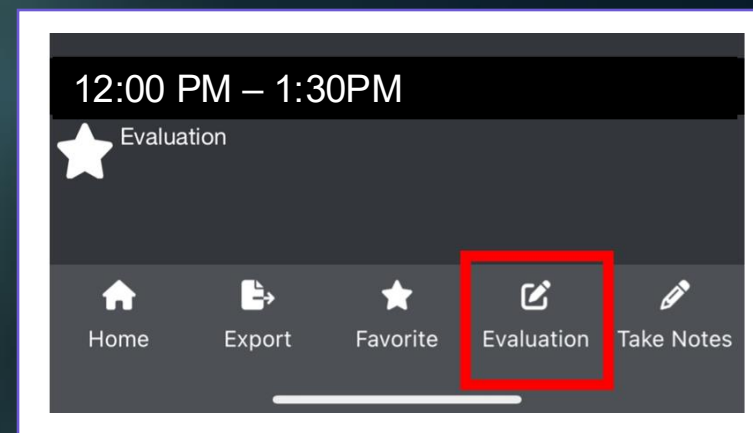 12:00 PM – 1:30PM
Evaluation
Home Export Favorite Evaluation Take Notes